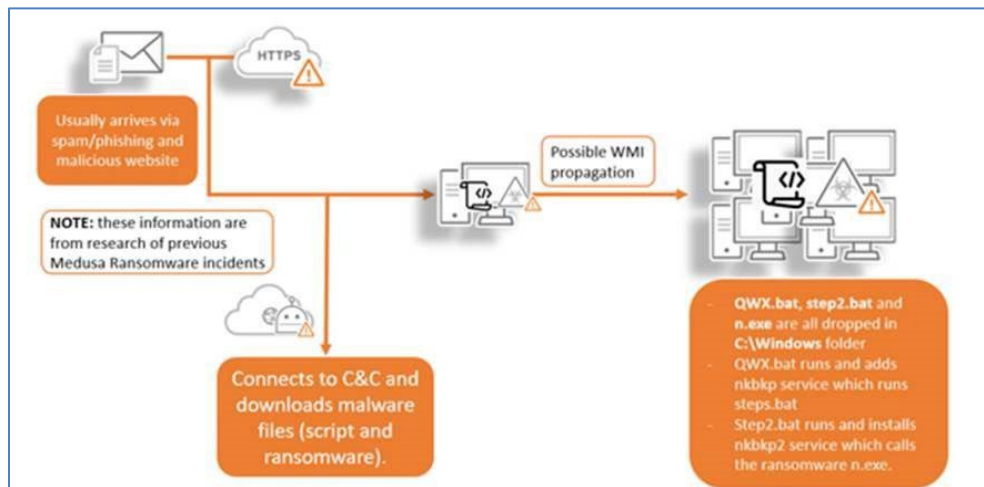 HTTPS
Usually arrives via
spam/phishing and
malicious website
NOTE: these information are
from research of previous
Medusa Ransomware incidents
Possible WMI
propagation
</>
</>
Connects to C&C and
downloads malware
files (script and
ransomware).
- QWX.bat, step2.bat and
n.exe are all dropped in
C:\Windows folder
- QWX.bat runs and adds
nkbkp service which runs
steps.bat
- Step2.bat runs and installs
nkbkp2 service which calls
the ransomware n.exe.